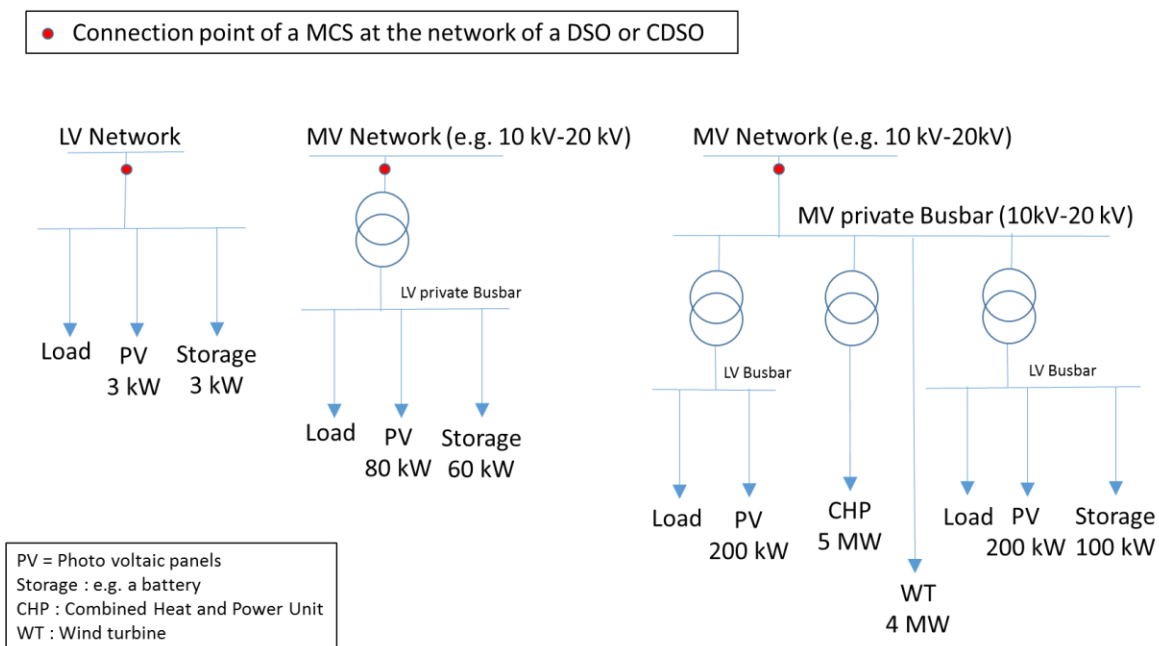 Connection point of a MCS at the network of a DSO or CDSO
LV Network
Load
PV
3 kW
Storage
3 kW
MV Network (e.g. 10 kV-20 kV)
LV private Busbar
Load
PV
80 kW
Storage
60 kW
MV Network (e.g. 10 kV-20kV)
MV private Busbar (10kV-20 kV)
LV Busbar
Load
PV
200 kW
CHP
5 MW
WT
4 MW
LV Busbar
Load
PV
200 kW
Storage
100 kW
PV = Photo voltaic panels
Storage : e.g. a battery
CHP : Combined Heat and Power Unit
WT : Wind turbine